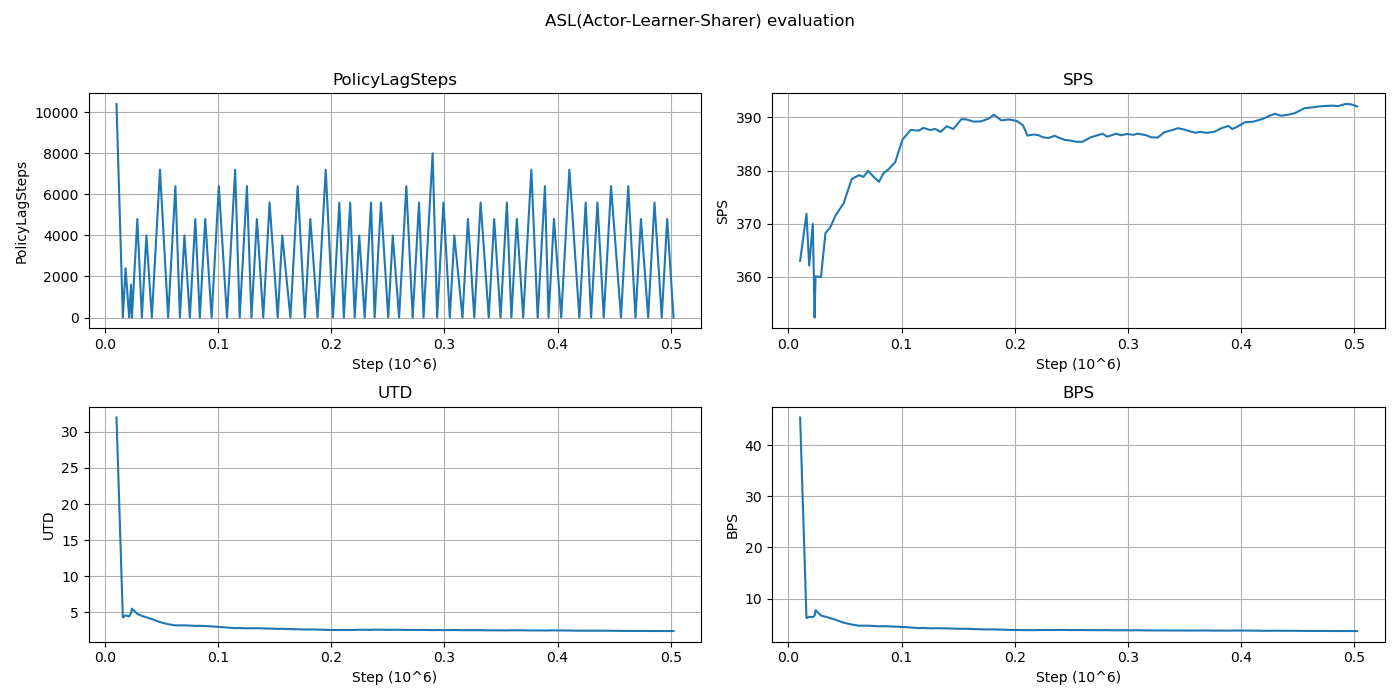 ASL(Actor-Learner-Sharer) evaluation
PolicyLagSteps
PolicyLagSteps
10000
8000
6000
4000
2000
0
0.0 0.1 0.2 0.3 0.4 0.5
Step (10^6)
SPS
SPS
390
380
370
360
0.0 0.1 0.2 0.3 0.4 0.5
Step (10^6)
UTD
UTD
30
25
20
15
10
5
0.0 0.1 0.2 0.3 0.4 0.5
Step (10^6)
BPS
BPS
40
30
20
10
0.0 0.1 0.2 0.3 0.4 0.5
Step (10^6)